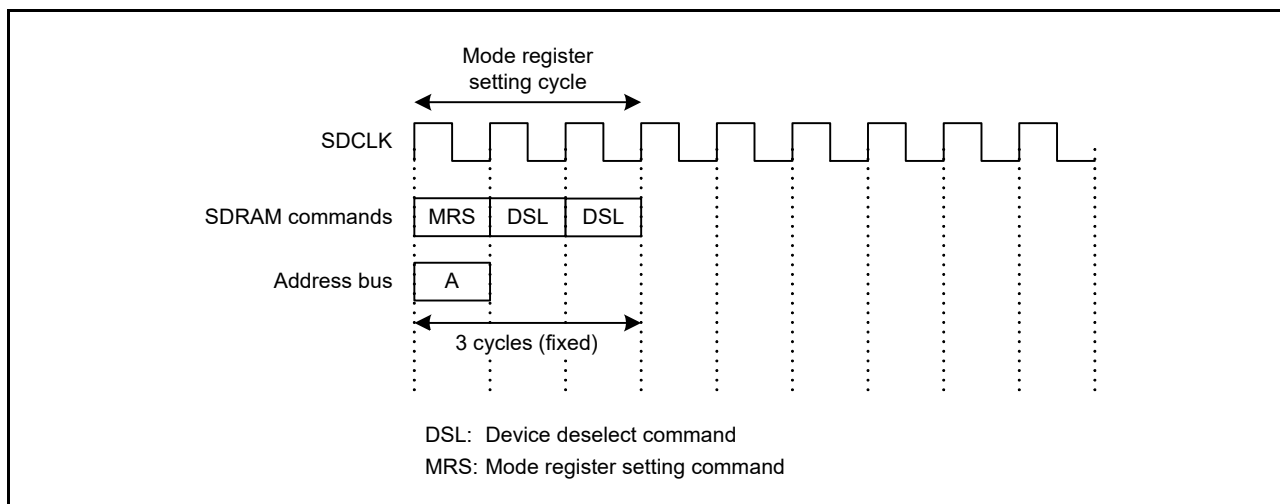 Mode register
setting cycle
SDCLK
SDRAM commands MRS DSL DSL
Address bus A
3 cycles (fixed)
DSL: Device deselect command
MRS: Mode register setting command